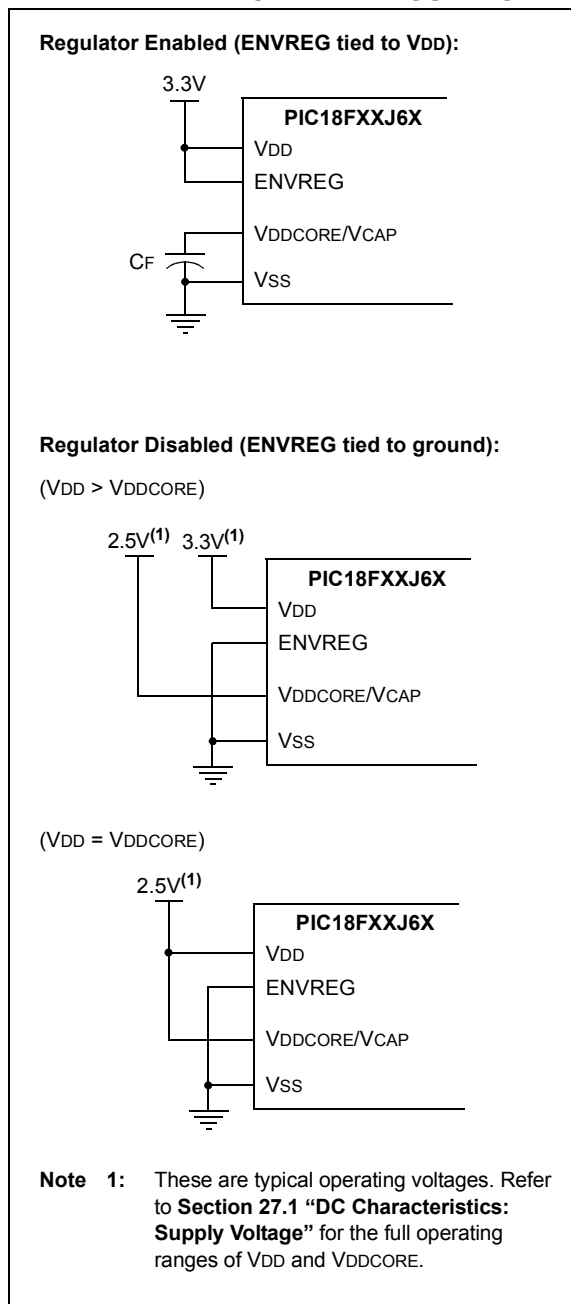 Regulator Enabled (ENVREG tied to VDD):
3.3V
PIC18FXXJ6X
VDD
ENVREG
VDDCORE/VCAP
CF
VSS
Regulator Disabled (ENVREG tied to ground):
(VDD > VDDCORE)
2.5V(1) 3.3V(1)
PIC18FXXJ6X
VDD
ENVREG
VDDCORE/VCAP
VSS
(VDD = VDDCORE)
2.5V(1)
PIC18FXXJ6X
VDD
ENVREG
VDDCORE/VCAP
VSS
Note 1: These are typical operating voltages. Refer
to Section 27.1 “DC Characteristics:
Supply Voltage” for the full operating
ranges of VDD and VDDCORE.